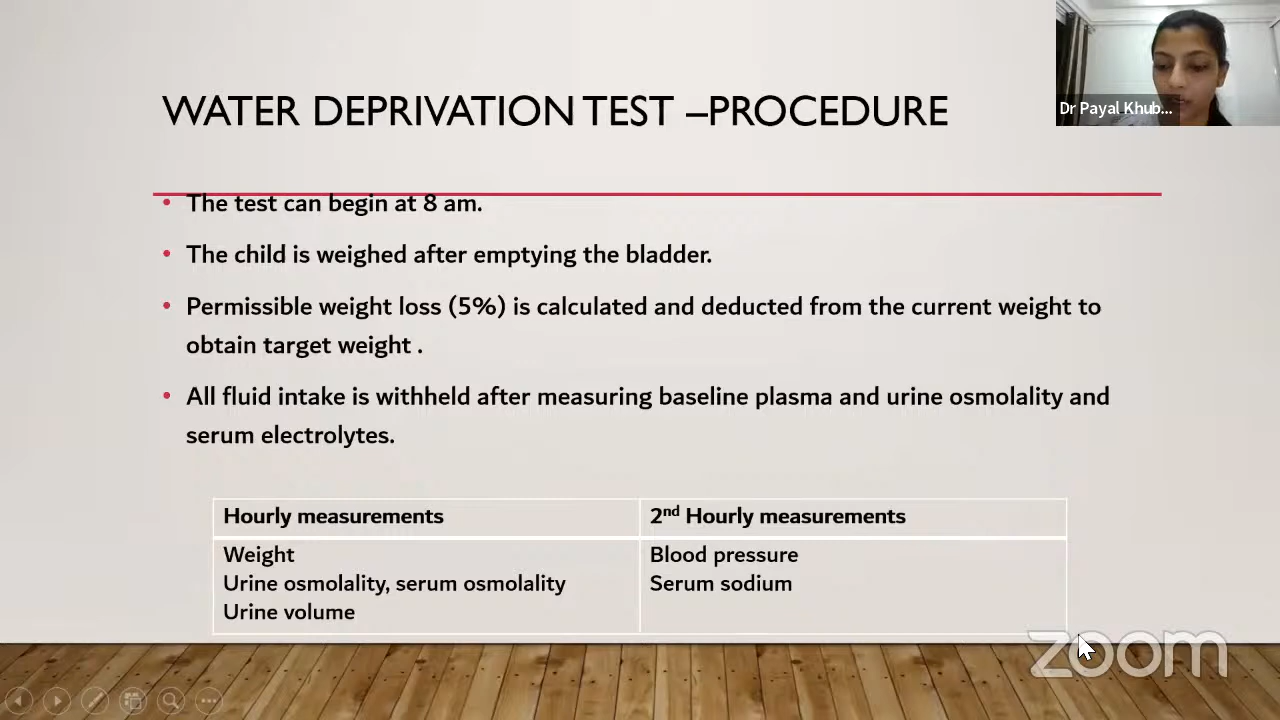 WATER DEPRIVATION TEST –PROCEDURE
Dr Payal Khub...
• The test can begin at 8 am.
• The child is weighed after emptying the bladder.
• Permissible weight loss (5%) is calculated and deducted from the current weight to
obtain target weight .
• All fluid intake is withheld after measuring baseline plasma and urine osmolality and
serum electrolytes.
Hourly measurements
2nd Hourly measurements
Weight
Urine osmolality, serum osmolality
Urine volume
Blood pressure
Serum sodium
zoom